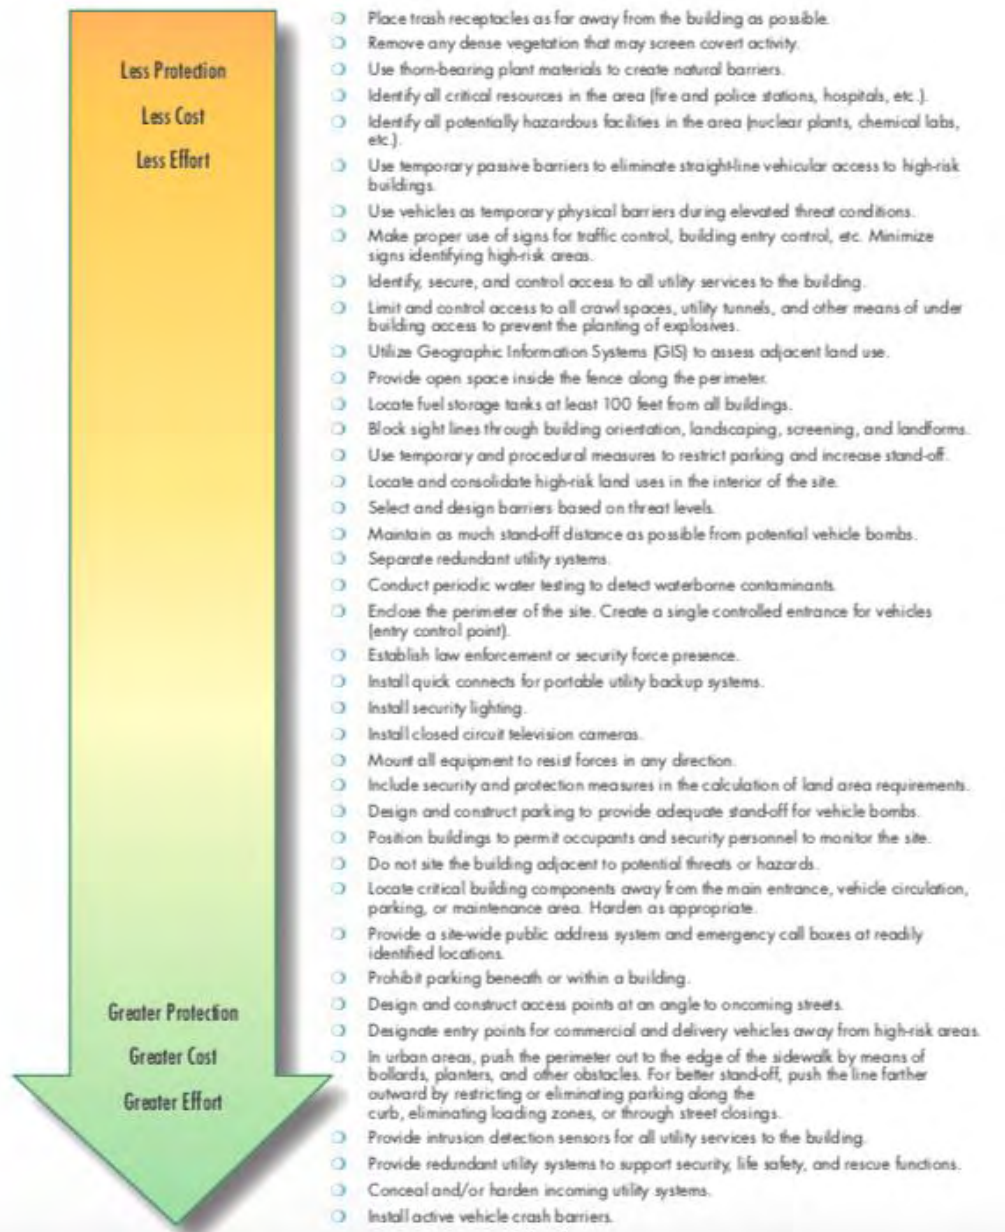 Less Protection
Less Cost
Less Effort
Place trash receptacles as far away from the building as possible.
Remove any dense vegetation that may screen covert activity.
Use thorn-bearing plant materials to create natural barriers.
Identify all critical resources in the area (fire and police stations, hospitals, etc.).
Identify all potentially hazardous facilities in the area (nuclear plants, chemical labs,
etc.).
Use temporary passive barriers to eliminate straight-line vehicular access to high-risk
buildings.
Use vehicles as temporary physical barriers during elevated threat conditions.
Make proper use of signs for traffic control, building entry control, etc. Minimize
signs identifying high-risk areas.
Identify, secure, and control access to all utility services to the building.
Limit and control access to all crawl spaces, utility tunnels, and other means of under
building access to prevent the planting of explosives.
Utilize Geographic Information Systems (GIS) to assess adjacent land use.
Provide open space inside the fence along the perimeter.
Locate fuel storage tanks at least 100 feet from all buildings.
Block sight lines through building orientation, landscaping, screening, and landforms.
Use temporary and procedural measures to restrict parking and increase stand-off.
Locate and consolidate high-risk land uses in the interior of the site.
Select and design barriers based on threat levels.
Maintain as much stand-off distance as possible from potential vehicle bombs.
Separate redundant utility systems.
Conduct periodic water testing to detect waterborne contaminants.
Enclose the perimeter of the site. Create a single controlled entrance for vehicles
(entry control point).
Establish law enforcement or security force presence.
Install quick connects for portable utility backup systems.
Install security lighting.
Install closed circuit television cameras.
Mount all equipment to resist forces in any direction.
Include security and protection measures in the calculation of land area requirements.
Design and construct parking to provide adequate stand-off for vehicle bombs.
Position buildings to permit occupants and security personnel to monitor the site.
Do not site the building adjacent to potential threats or hazards.
Locate critical building components away from the main entrance, vehicle circulation,
parking, or maintenance area. Harden as appropriate.
Provide a site-wide public address system and emergency call boxes at readily
identified locations.
Prohibit parking beneath or within a building.
Design and construct access points at an angle to oncoming streets.
Designate entry points for commercial and delivery vehicles away from high-risk areas.
In urban areas, push the perimeter out to the edge of the sidewalk by means of
bollards, planters, and other obstacles. For better stand-off, push the line farther
outward by restricting or eliminating parking along the
curb, eliminating loading zones, or through street closings.
Provide intrusion detection sensors for all utility services to the building.
Provide redundant utility systems to support security, life safety, and rescue functions.
Conceal and/or harden incoming utility systems.
Install active vehicle crash barriers.
Greater Protection
Greater Cost
Greater Effort